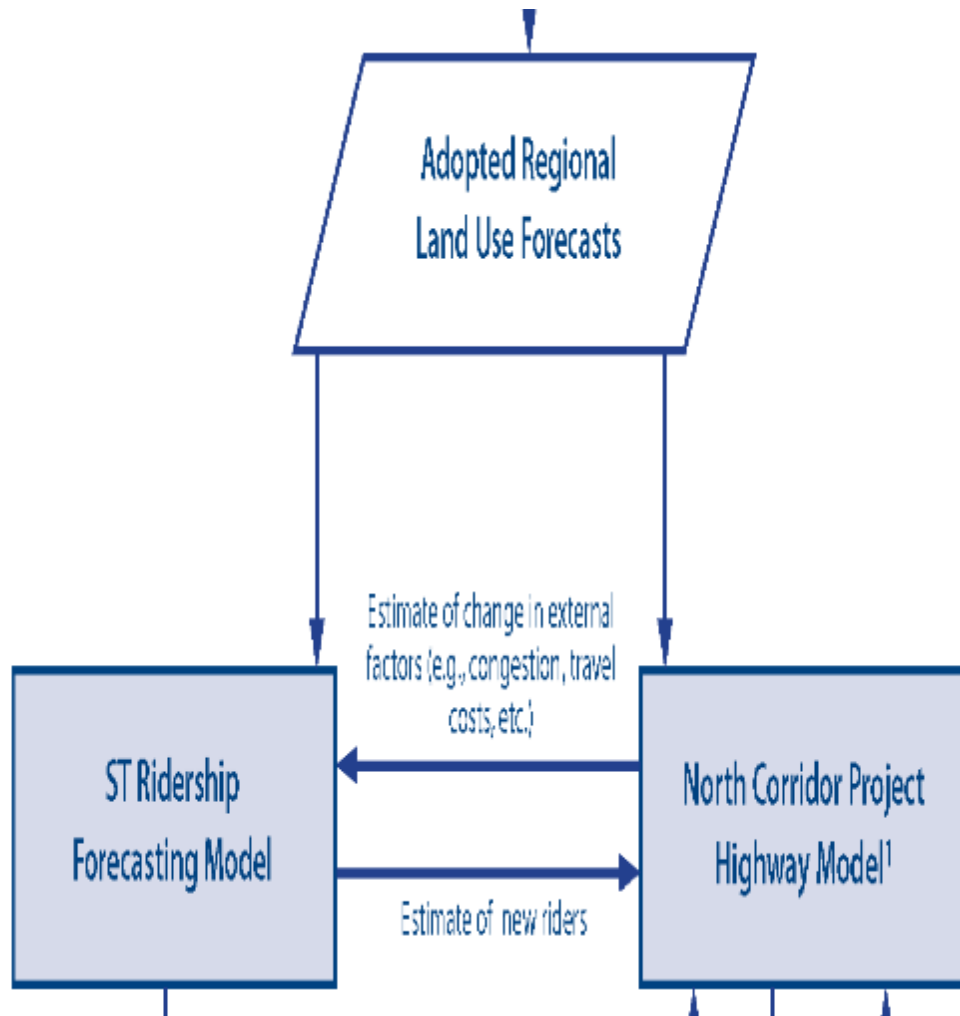 Adopted Regional
Land Use Forecasts
Estimate of change in external
factors (e.g., congestion, travel
costs, etc.)
ST Ridership
Forecasting Model
North Corridor Project
Highway Model¹
Estimate of new riders